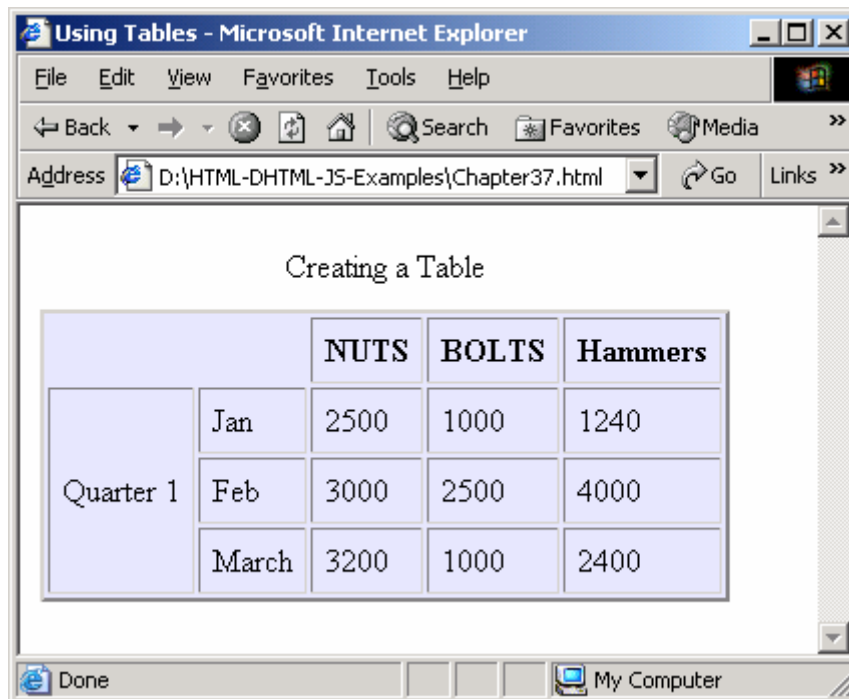 Using Tables - Microsoft Internet Explorer
File Edit View Favorites Tools Help
Back Search Favorites Media »
Address D:\HTML-DHTML-JS-Examples\Chapter37.html Go Links »
Creating a Table
NUTS BOLTS Hammers
Jan 2500 1000 1240
Quarter 1 Feb 3000 2500 4000
March 3200 1000 2400
Done My Computer